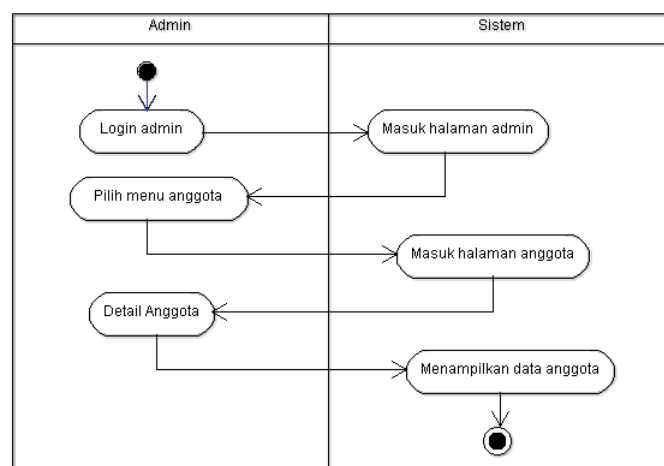 Admin
Sistem
Login admin
Masuk halaman admin
Pilih menu anggota
Masuk halaman anggota
Detail Anggota
Menampilkan data anggota